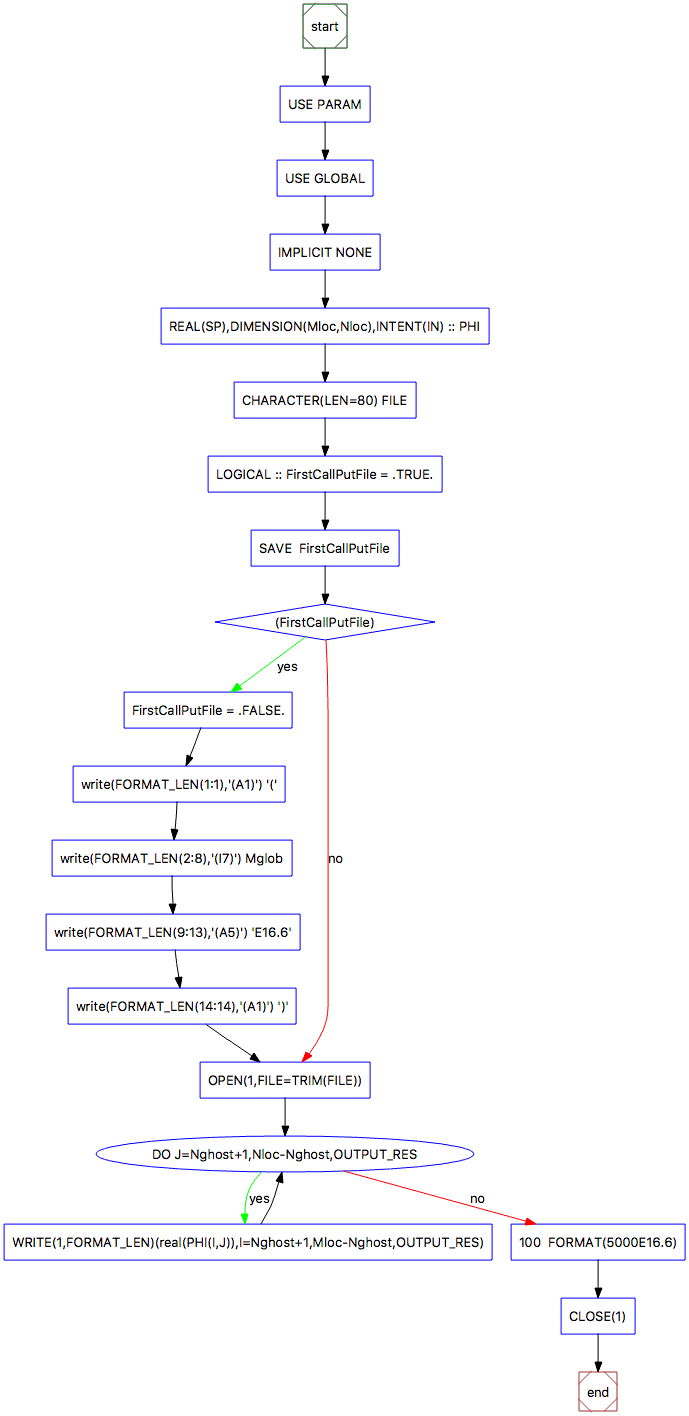 start
USE PARAM
USE GLOBAL
IMPLICIT NONE
REAL(SP),DIMENSION(Mloc,Nloc),INTENT(IN) :: PHI
CHARACTER(LEN=80) FILE
LOGICAL :: FirstCallPutFile = .TRUE.
SAVE  FirstCallPutFile
(FirstCallPutFile)
yes
FirstCallPutFile = .FALSE.
write(FORMAT_LEN(1:1),'(A1)') '('
write(FORMAT_LEN(2:8),'(I7)') Mglob
no
write(FORMAT_LEN(9:13),'(A5)') 'E16.6'
write(FORMAT_LEN(14:14),'(A1)') ')'
OPEN(1,FILE=TRIM(FILE))
DO J=Nghost+1,Nloc-Nghost,OUTPUT_RES
yes
no
WRITE(1,FORMAT_LEN)(real(PHI(I,J)),I=Nghost+1,Mloc-Nghost,OUTPUT_RES)
100  FORMAT(5000E16.6)
CLOSE(1)
end